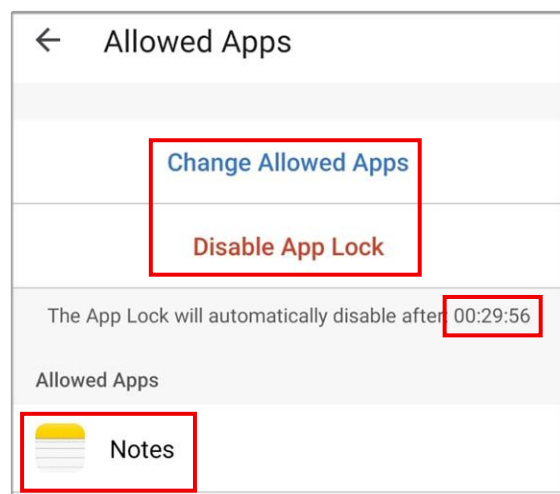 Allowed Apps
Change Allowed Apps
Disable App Lock
The App Lock will automatically disable after 00:29:56
Allowed Apps
Notes